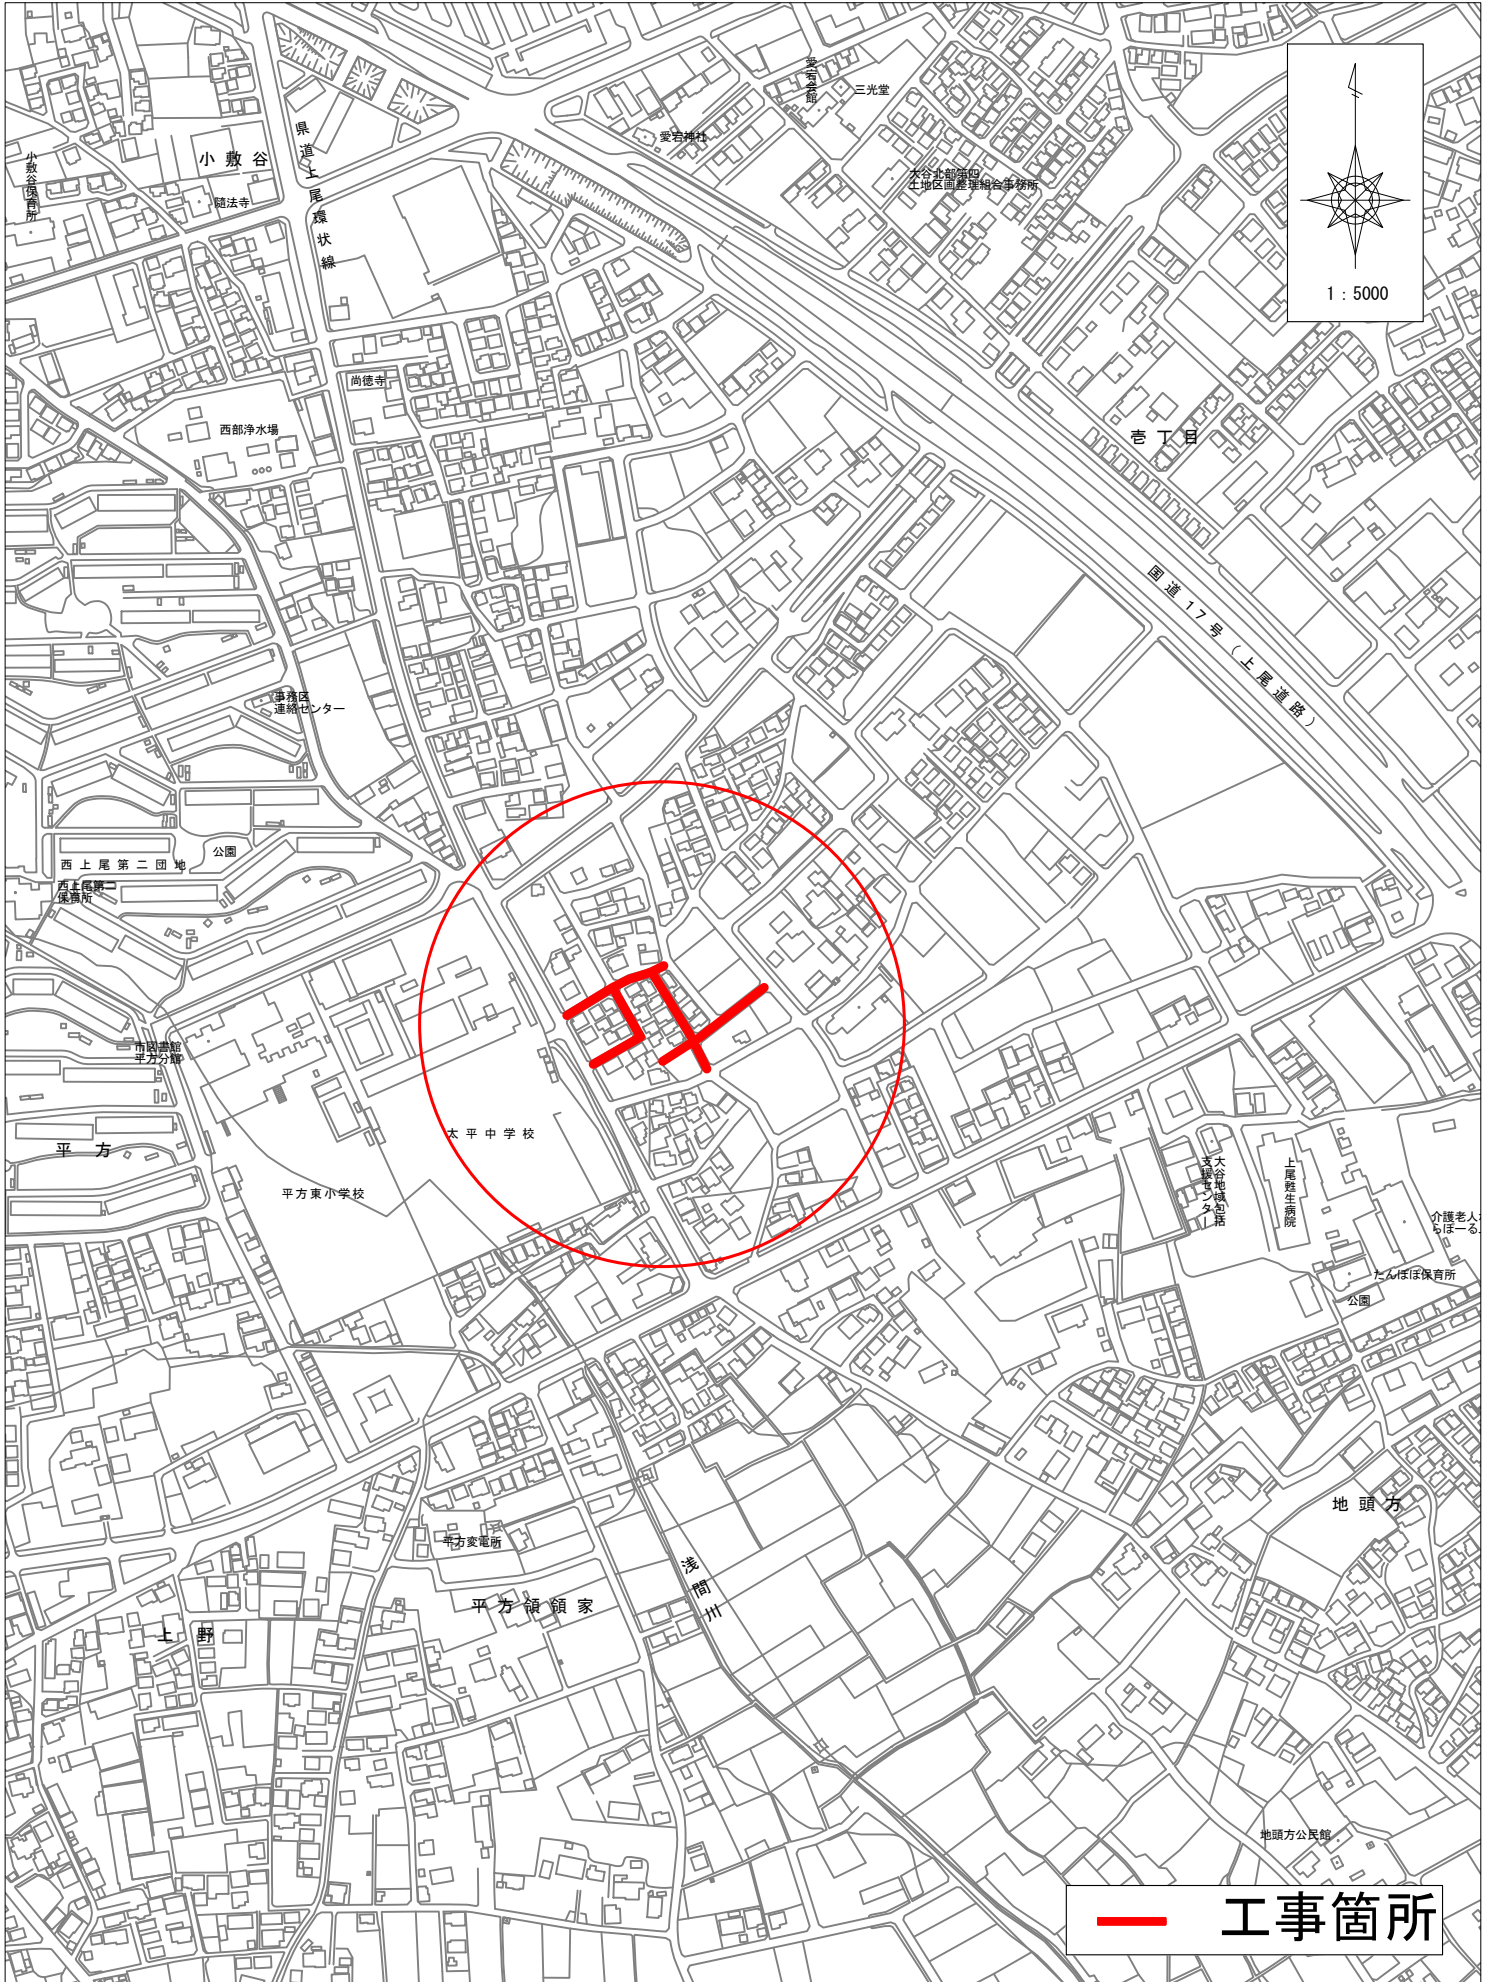 愛宕会館
三光堂
愛宕神社
県道上尾環状線
小敷谷
小敷谷保育所
隨法寺
大谷北部第四
土地区画整理組合事務所
1：5000
尚徳寺
西部浄水場
壱丁目
国道17号（上尾道路）
事務区
連絡センター
公園
西上尾第二団地
西上尾第二
保育所
市図書館
平方分館
太平中学校
平方
平方東小学校
大谷地域包括
支援センター
上尾甦生病院
介護老人
らぽーる
たんぽぽ保育所
公園
地頭方
平方変電所
浅間川
平方領領家
上野
地頭方公民館
工事箇所